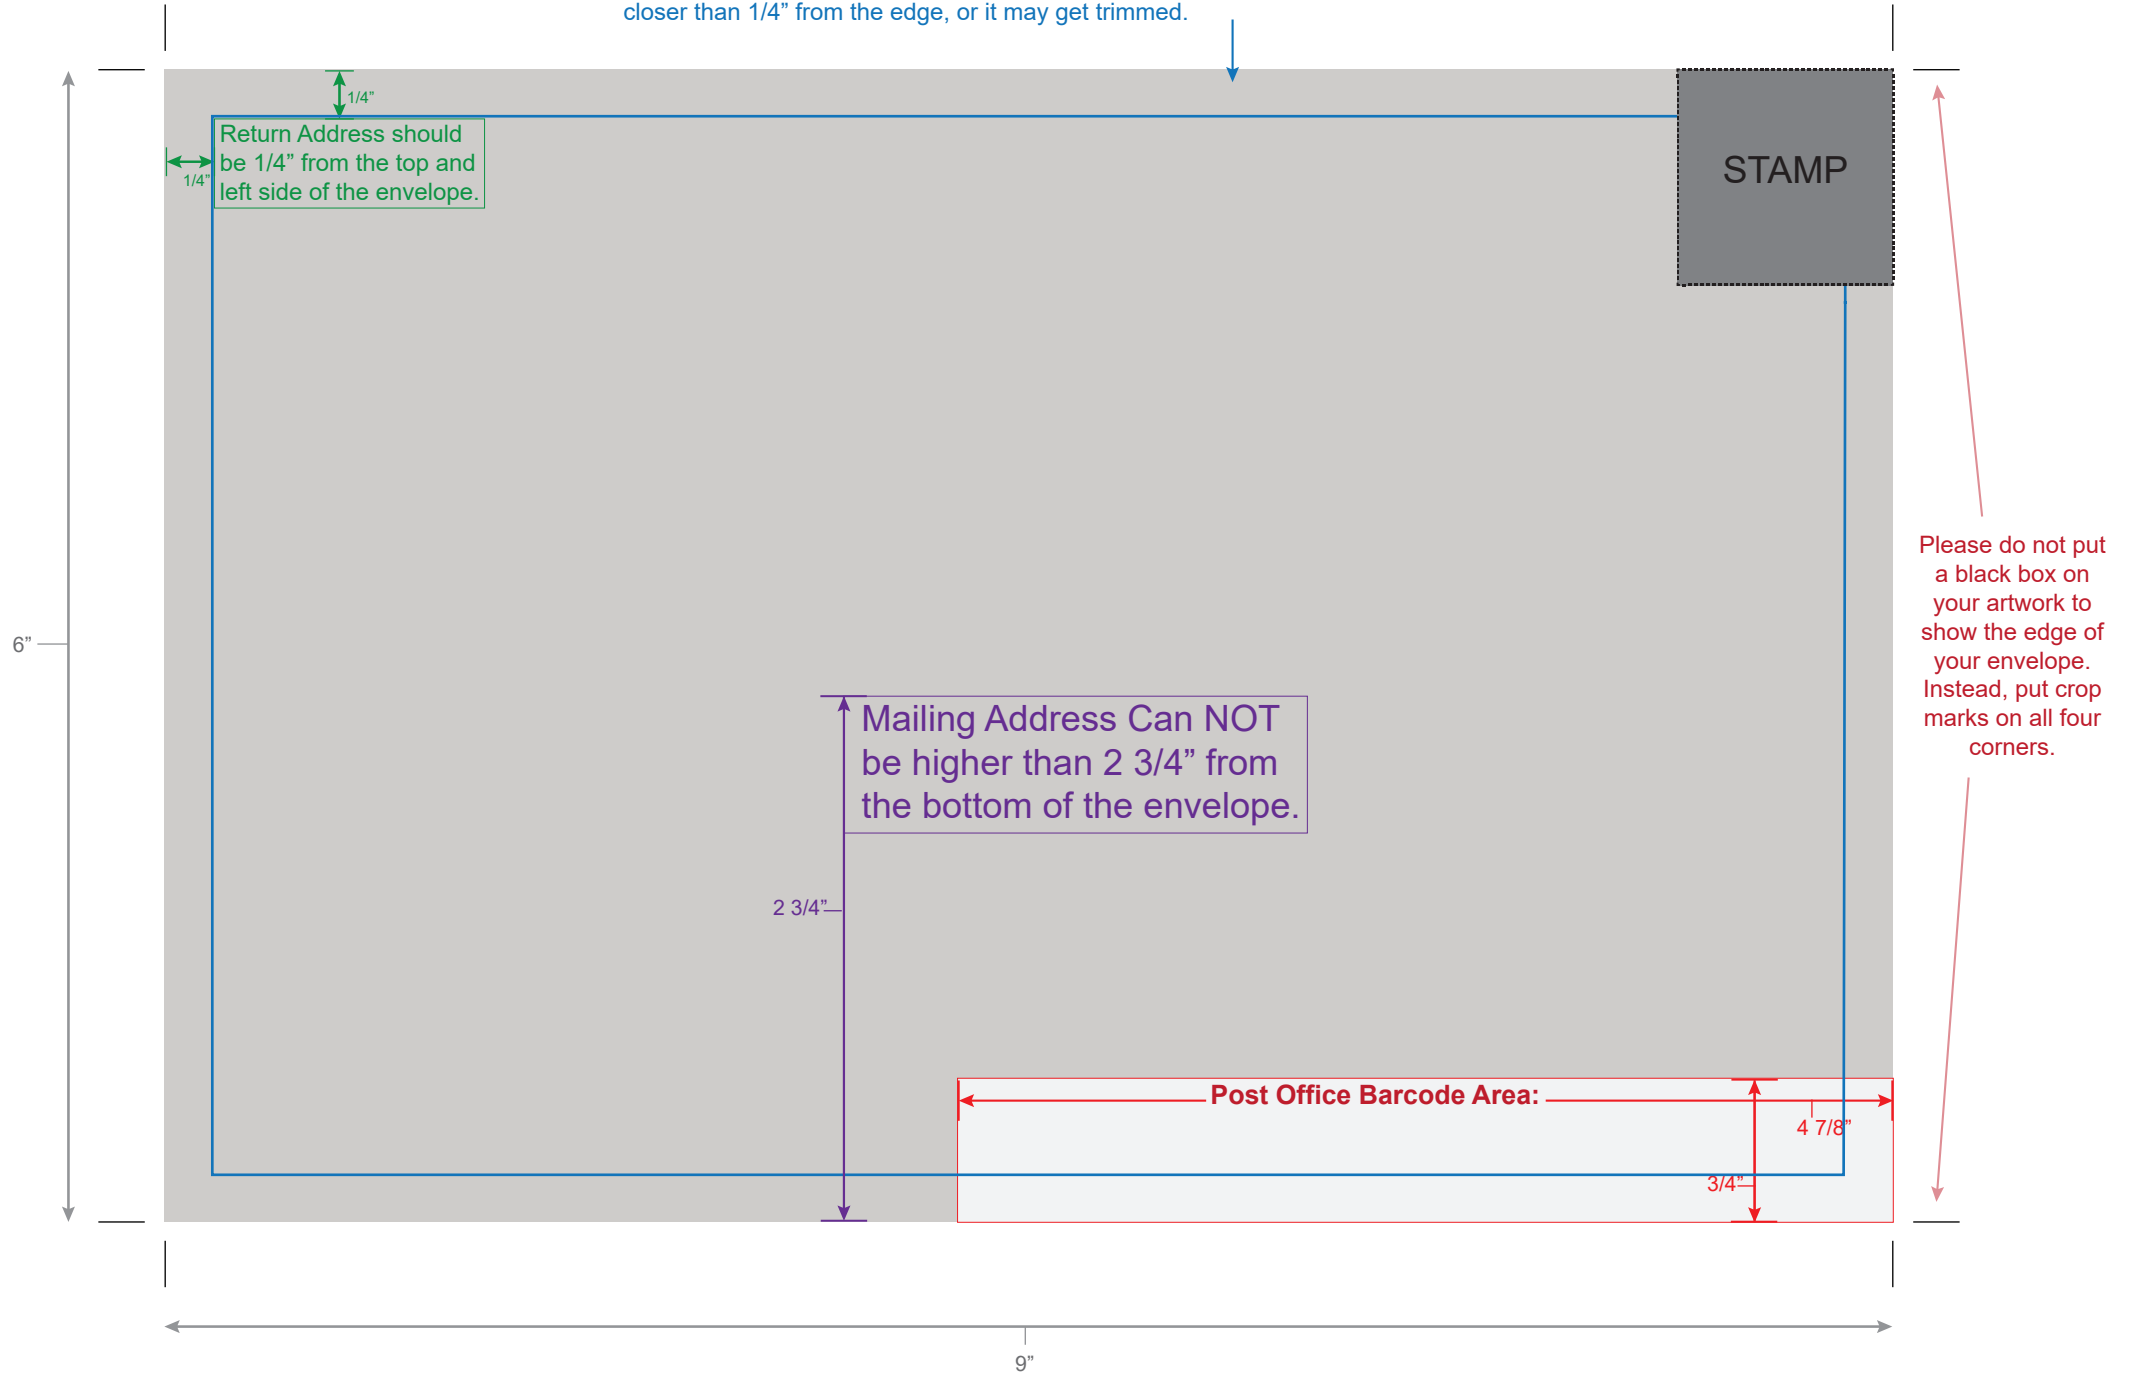 closer than 1/4” from the edge, or it may get trimmed.
1/4”
Return Address should
be 1/4” from the top and
left side of the envelope.
1/4”
STAMP
Please do not put
a black box on
your artwork to
show the edge of
your envelope.
Instead, put crop
marks on all four
corners.
6”
Mailing Address Can NOT
be higher than 2 3/4” from
the bottom of the envelope.
2 3/4”
Post Office Barcode Area:
4 7/8”
3/4”
9”